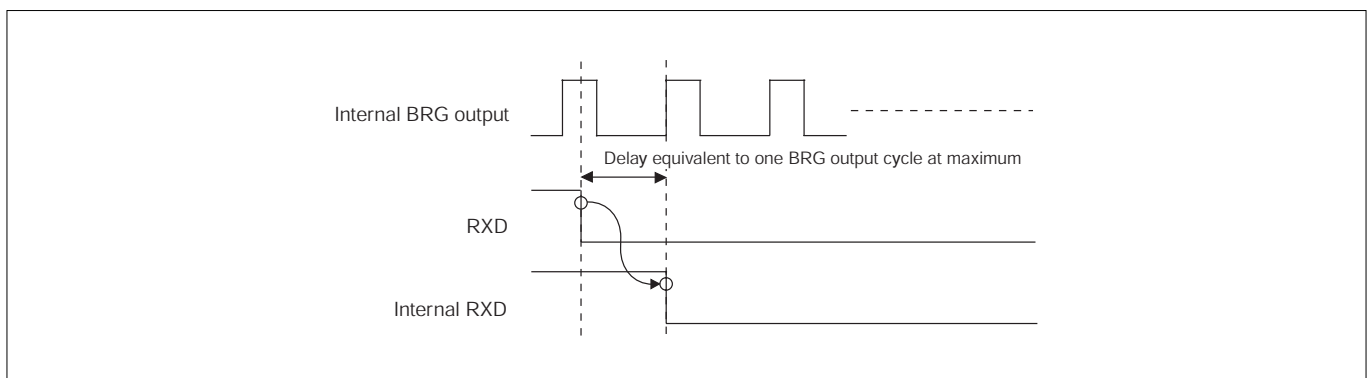 Internal BRG output
Delay equivalent to one BRG output cycle at maximum
RXD
Internal RXD